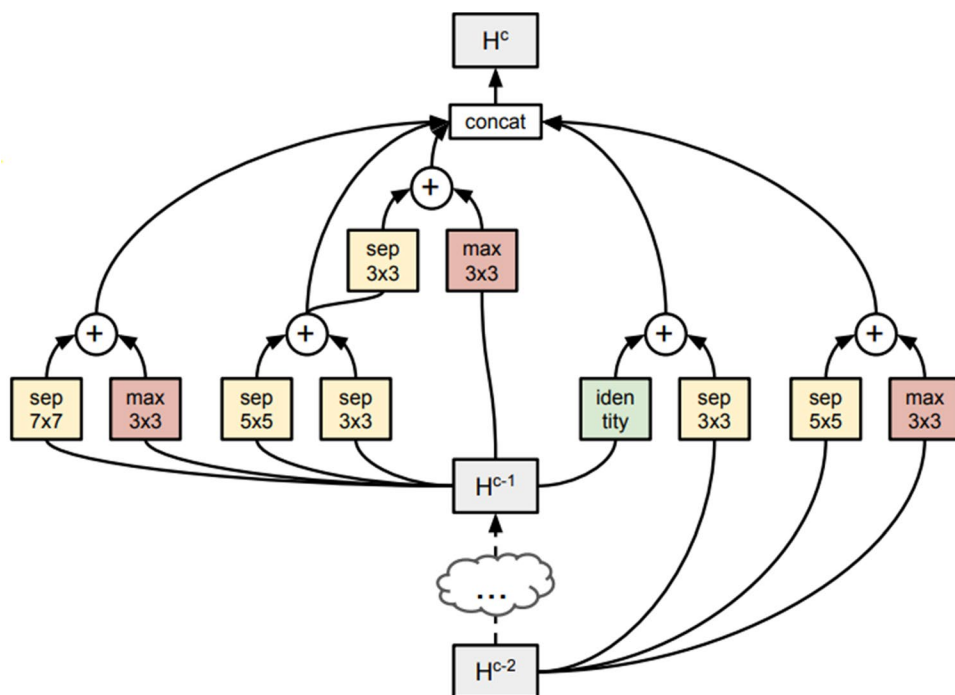 H^c
concat
+
sep
3x3
max
3x3
+
+
+
+
sep
7x7
max
3x3
sep
5x5
sep
3x3
iden
tity
sep
3x3
sep
5x5
max
3x3
H^c-1
...
H^c-2